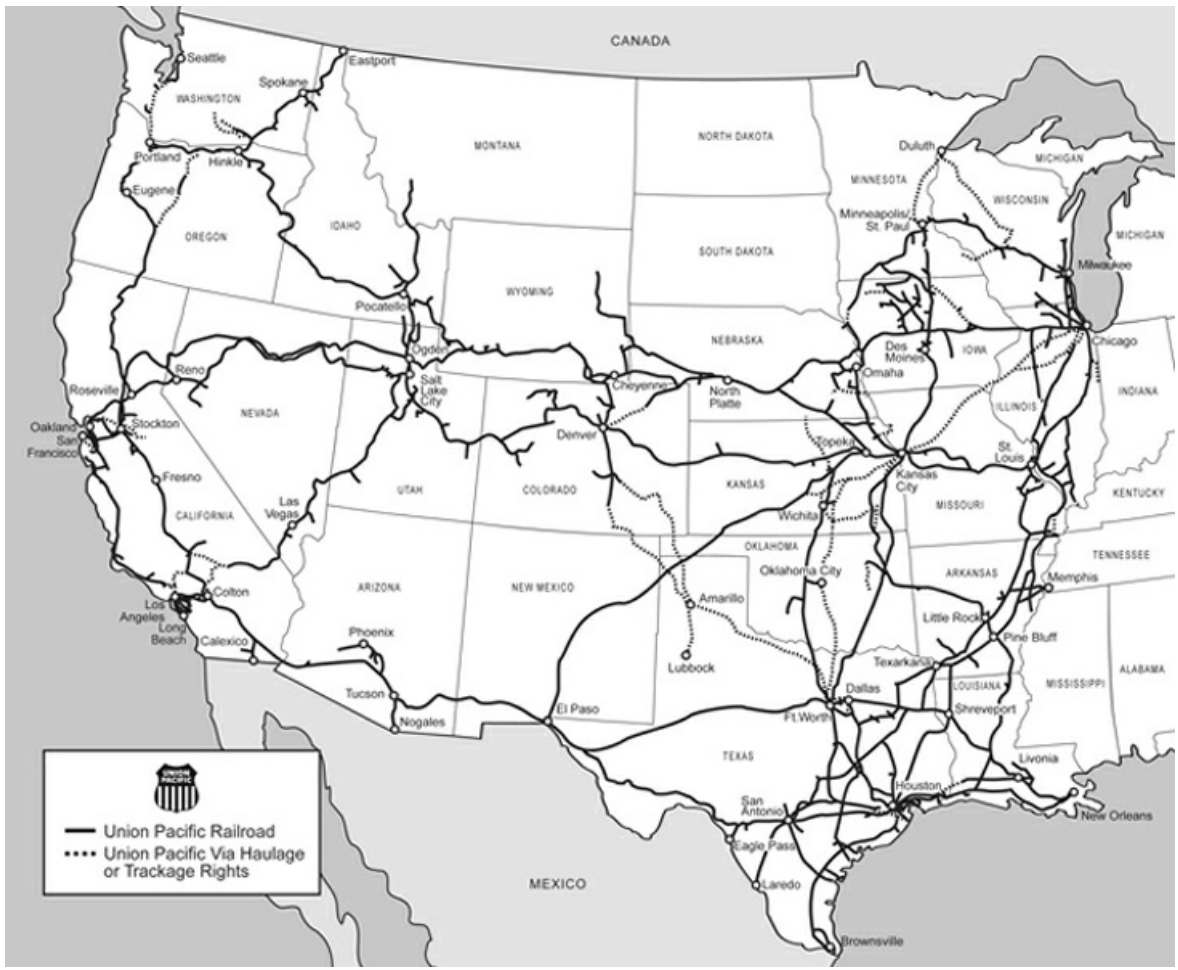 CANADA
Seattle
Eastport
Spokane
WASHINGTON
NORTH DAKOTA
MONTANA
Portland
Hinkle
Duluth
MICHIGAN
MINNESOTA
WISCONSIN
Eugene
Minneapolis/
St. Paul
OREGON
IDAHO
SOUTH DAKOTA
MICHIGAN
Milwaukee
WYOMING
Pocatello
NEBRASKA
Chicago
Ogden
Des
Moines
IOWA
Reno
Omaha
Roseville
Salt
Lake
City
Cheyenne
North
Platte
INDIANA
NEVADA
ILLINOIS
Oakland
San
Francisco
Stockton
Denver
Topeka
St.
Louis
Fresno
Kansas
City
UTAH
COLORADO
KANSAS
KENTUCKY
Las
Vegas
CALIFORNIA
Wichita
MISSOURI
OKLAHOMA
TENNESSEE
ARIZONA
NEW MEXICO
Oklahoma City
ARKANSAS
Memphis
Colton
Los
Angeles
Long
Beach
Amarillo
Little Rock
Calexico
Phoenix
Pine Bluff
Lubbock
Texarkana
ALABAMA
MISSISSIPPI
LOUISIANA
Tucson
Dallas
El Paso
Ft.Worth
Shreveport
Nogales
TEXAS
Livonia
UNION
PACIFIC
Houston
San
Antonio
New Orleans
Union Pacific Railroad
Union Pacific Via Haulage
or Trackage Rights
Eagle Pass
MEXICO
Laredo
Brownsville